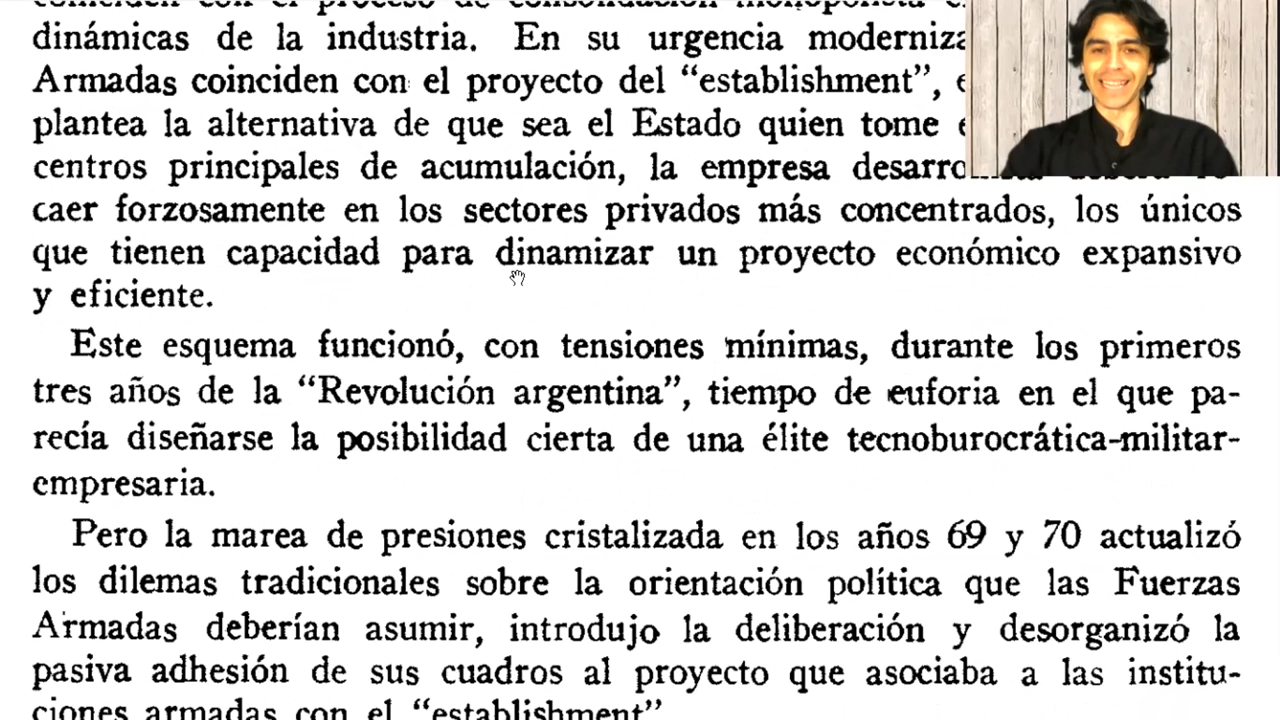 dinámicas de la industria. En su urgencia moderniza
Armadas coinciden con el proyecto del “establishment”,
plantea la alternativa de que sea el Estado quien tome
centros principales de acumulación, la empresa
caer forzosamente en los sectores privados más concentrados, los únicos
que tienen capacidad para dinamizar un proyecto económico expansivo
y eficiente.
Este esquema funcionó, con tensiones mínimas, durante los primeros
tres años de la “Revolución argentina”, tiempo de euforia en el que pa-
recía diseñarse la posibilidad cierta de una élite tecnoburocrática-militar-
empresaria.
Pero la marea de presiones cristalizada en los años 69 y 70 actualizó
los dilemas tradicionales sobre la orientación política que las Fuerzas
Armadas deberían asumir, introdujo la deliberación y desorganizó la
pasiva adhesión de sus cuadros al proyecto que asociaba a las institu-
ciones armadas con el “establishment”